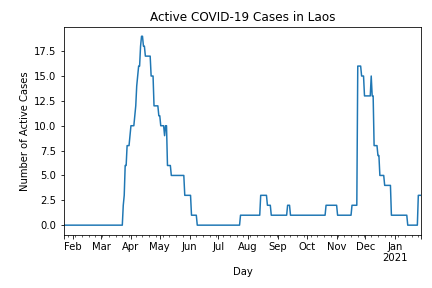 Active COVID-19 Cases in Laos
Number of Active Cases
17.5
15.0
12.5
10.0
7.5
5.0
2.5
0.0
Feb Mar Apr May Jun Jul Aug Sep Oct Nov Dec Jan
2021
Day